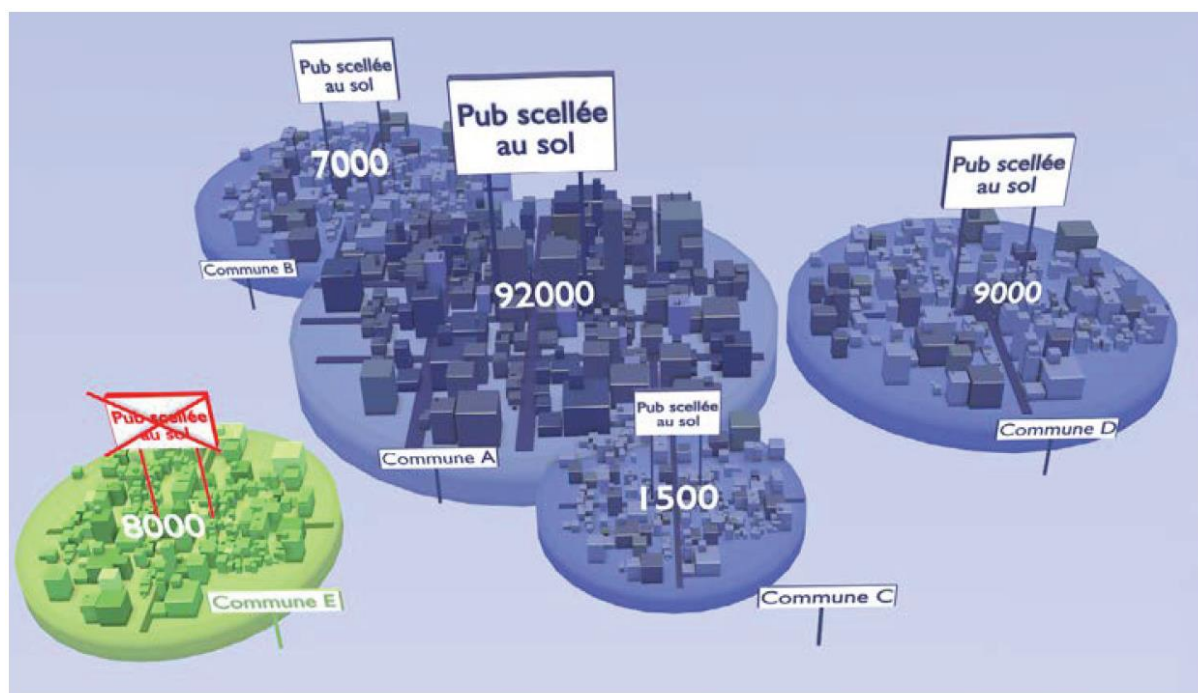 Pub scellée
au sol
7000
Commune B
Pub scellée
au sol
92000
Commune A
Pub scellée
au sol
9000
Commune D
Pub scellée
au sol
8000
Commune E
Pub scellée
au sol
1500
Commune C